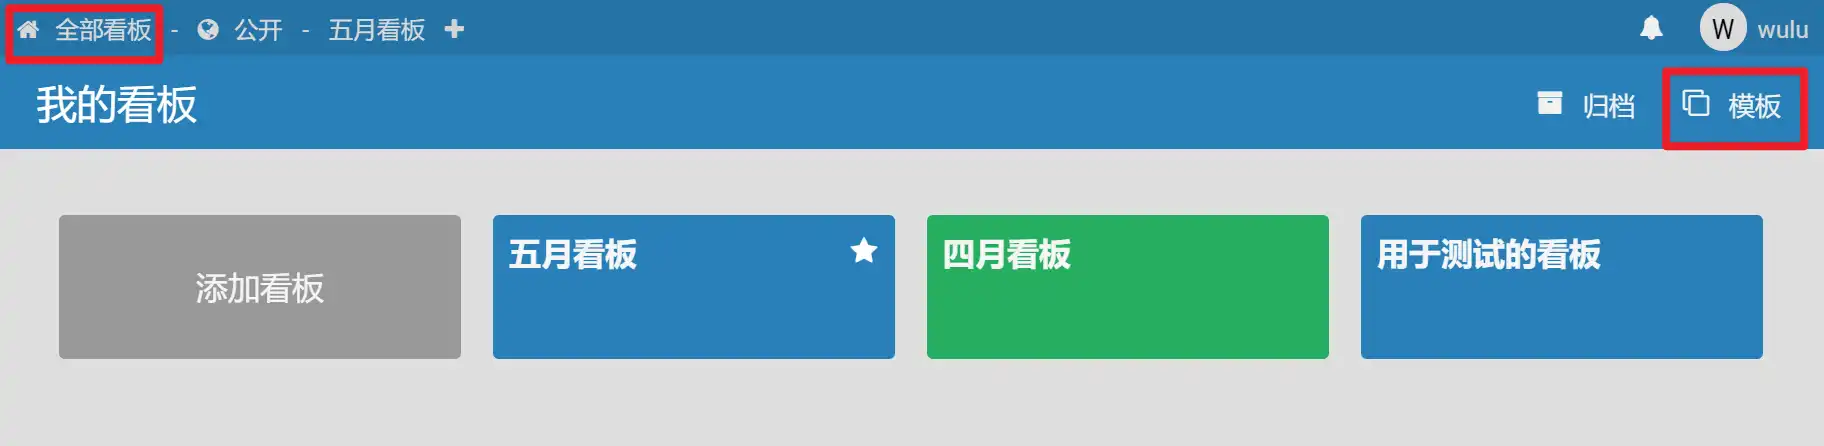 全部看板 - 公开 - 五月看板
W wulu
我的看板
归档 模板
添加看板
五月看板
四月看板
用于测试的看板